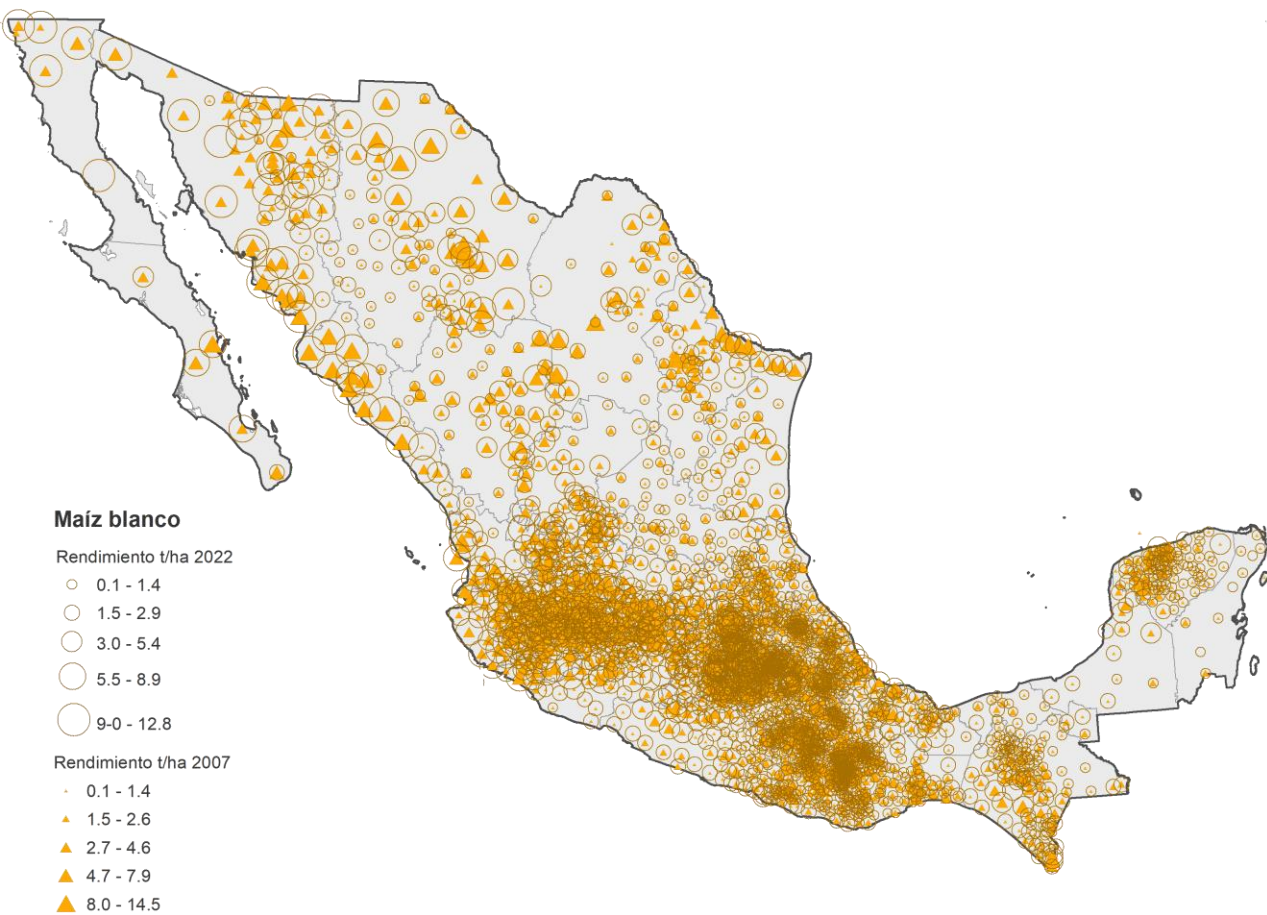 Maíz blanco
Rendimiento t/ha 2022
0.1 - 1.4
1.5 - 2.9
3.0 - 5.4
5.5 - 8.9
9-0 - 12.8
Rendimiento t/ha 2007
0.1 - 1.4
1.5 - 2.6
2.7 - 4.6
4.7 - 7.9
8.0 - 14.5